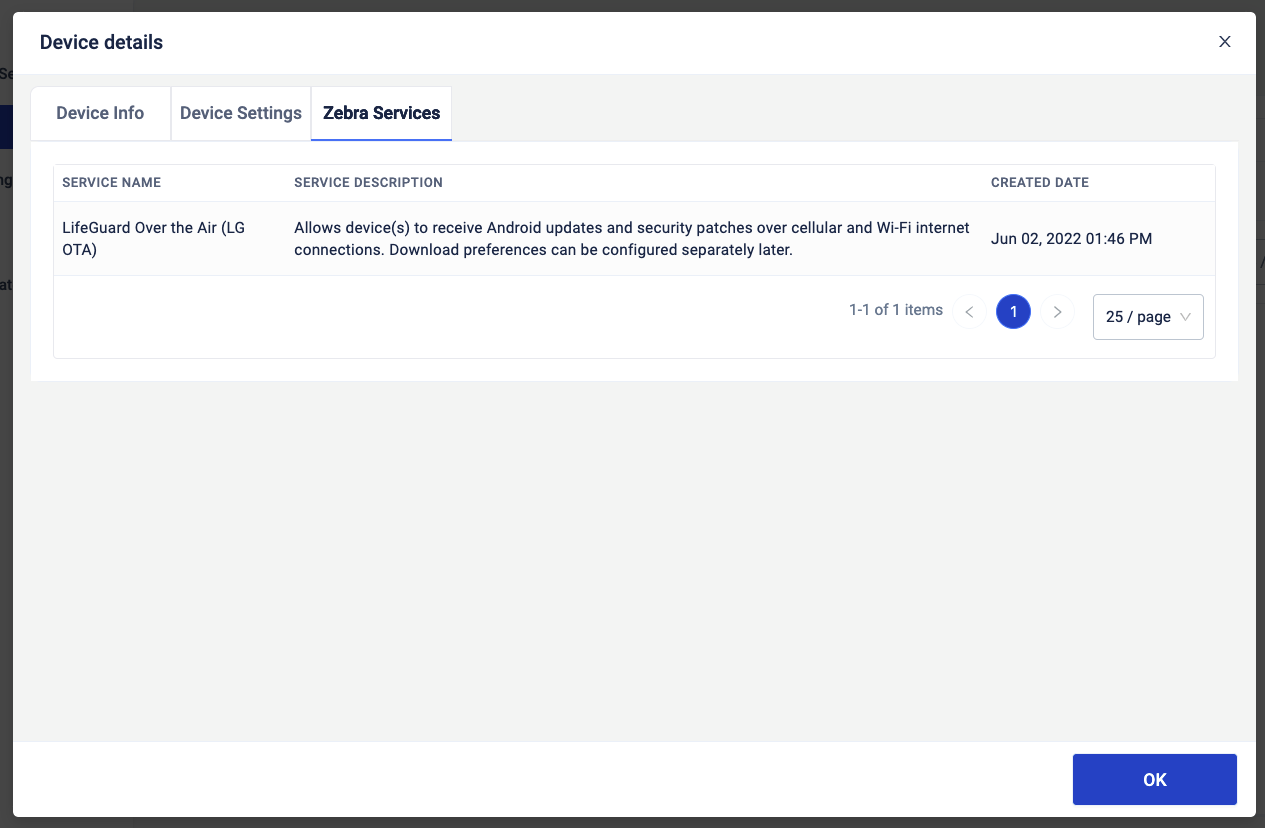 Device details
Device Info
Device Settings
Zebra Services
SERVICE NAME
SERVICE DESCRIPTION
CREATED DATE
LifeGuard Over the Air (LG
OTA)
Allows device(s) to receive Android updates and security patches over cellular and Wi-Fi internet
connections. Download preferences can be configured separately later.
Jun 02, 2022 01:46 PM
1-1 of 1 items
1
25 / page
OK